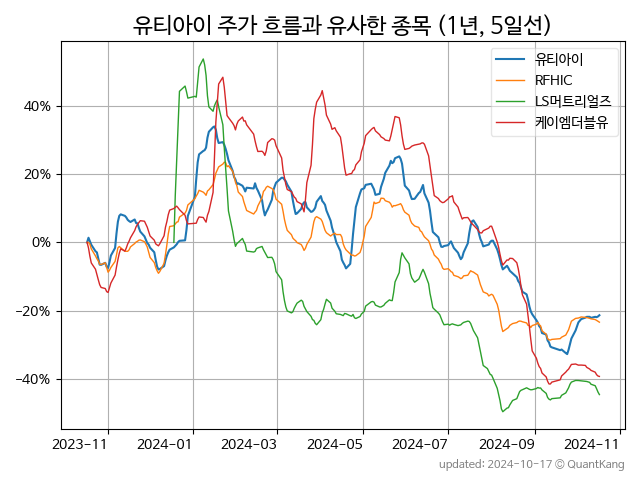 유티아이 주가 흐름과 유사한 종목 (1년, 5일선)
유티아이
RFHIC
LS머트리얼즈
케이엠더블유
40%
20%
0%
−20%
−40%
2023−11
2024−01
2024−03
2024−05
2024−07
2024−09
2024−11
updated: 2024-10-17 © QuantKang